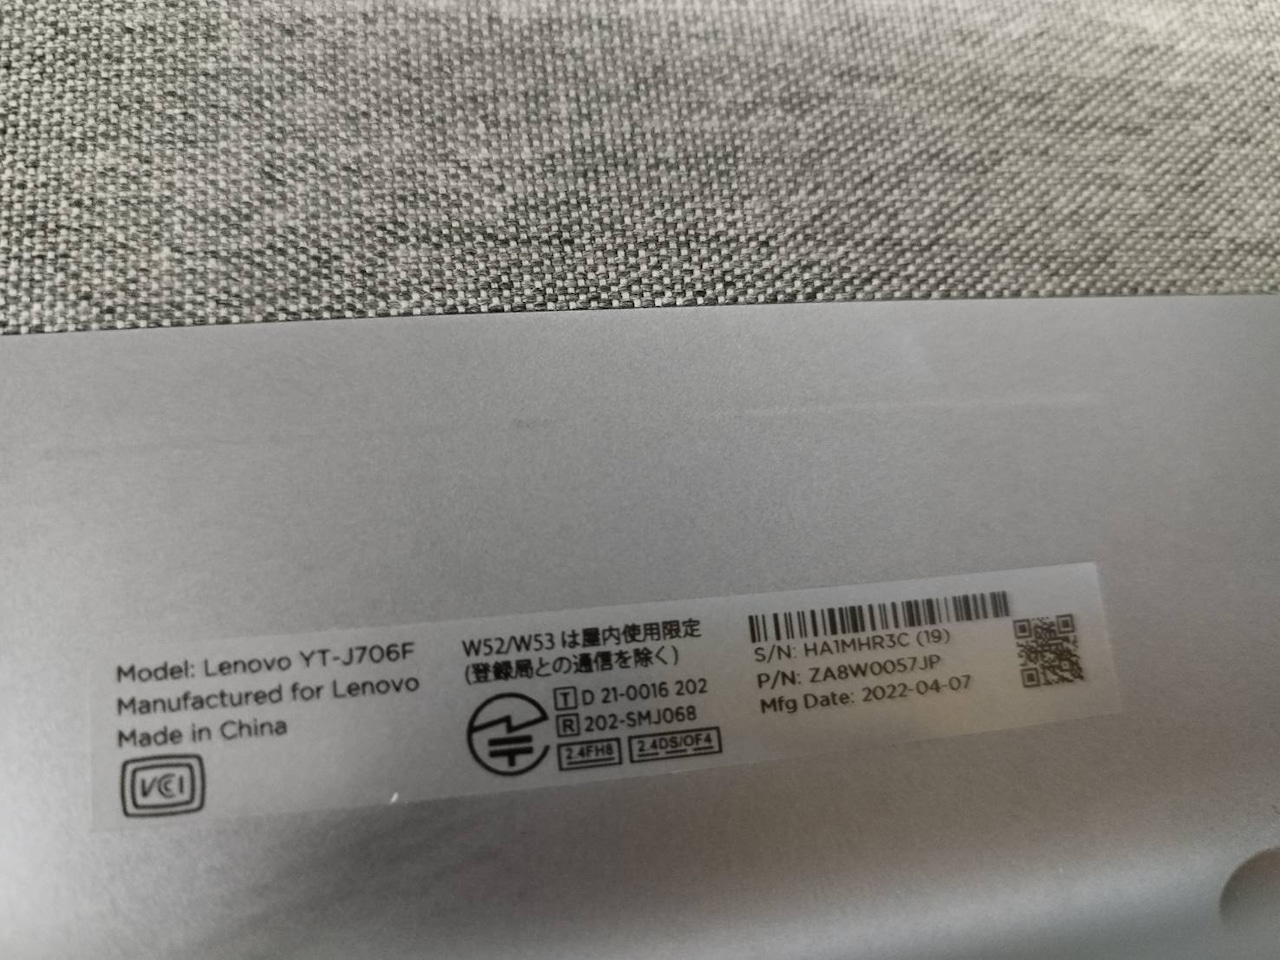 Model: Lenovo YT-J706F
Manufactured for Lenovo
Made in China
VCCI
W52/W53 は屋内使用限定
(登録局との通信を除く)
T D 21-0016 202
R 202-SMJ068
2.4FH8 2.4DS/OF4
S/N: HA1MHR3C (19)
P/N: ZA8W0057JP
Mfg Date: 2022-04-07